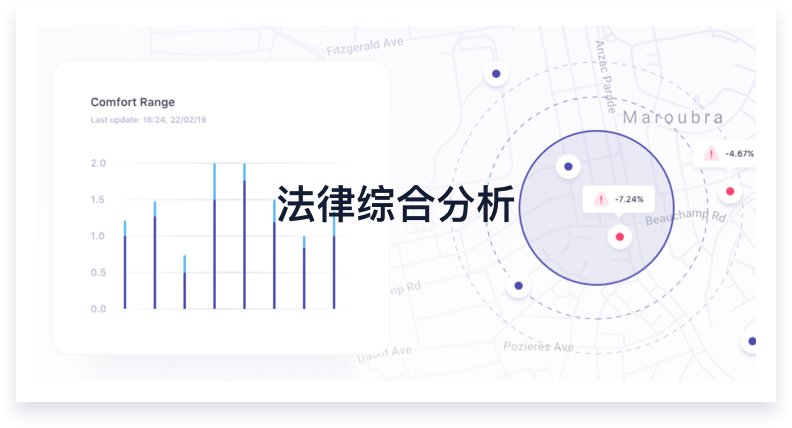 Fitzgerald Ave
Anzac Parade
Comfort Range
Last update: 18:24, 22/02/19
Maroubra
-4.67%
2.0
1.5
1.0
0.5
0.0
法律综合分析
-7.24%
Beauchamp Rd
mp Rd
Pozieres Ave
Daunt Ave